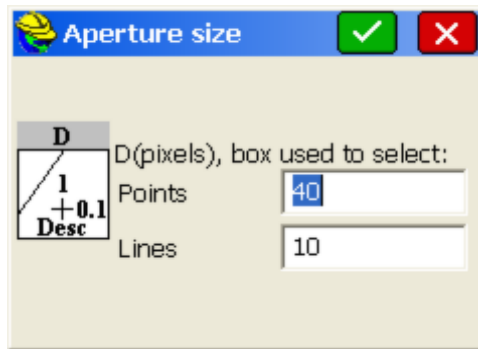 Aperture size
D
1
+0.1
Desc
D(pixels), box used to select:
Points 40
Lines 10